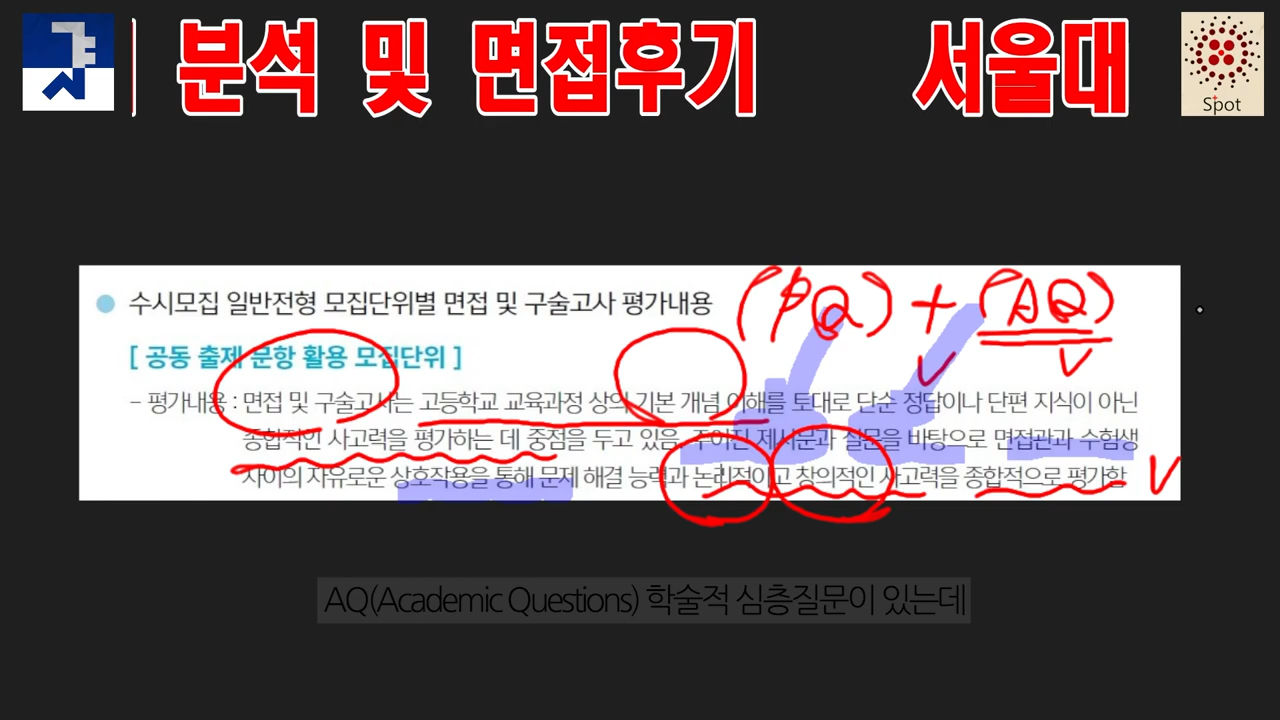 분석 및 면접후기 서울대
Spot
수시모집 일반전형 모집단위별 면접 및 구술고사 평가내용
(PQ) + (AQ)
[ 공동 출제 문항 활용 모집단위 ]
– 평가내용 : 면접 및 구술고사는 고등학교 교육과정 상의 기본 개념 이해를 토대로 단순 정답이나 단편 지식이 아닌
종합적인 사고력을 평가하는 데 중점을 두고 있음. 주어진 제시문과 질문을 바탕으로 면접관과 수험생
사이의 자유로운 상호작용을 통해 문제 해결 능력과 논리적이고 창의적인 사고력을 종합적으로 평가함
AQ(Academic Questions) 학술적 심층질문이 있는데